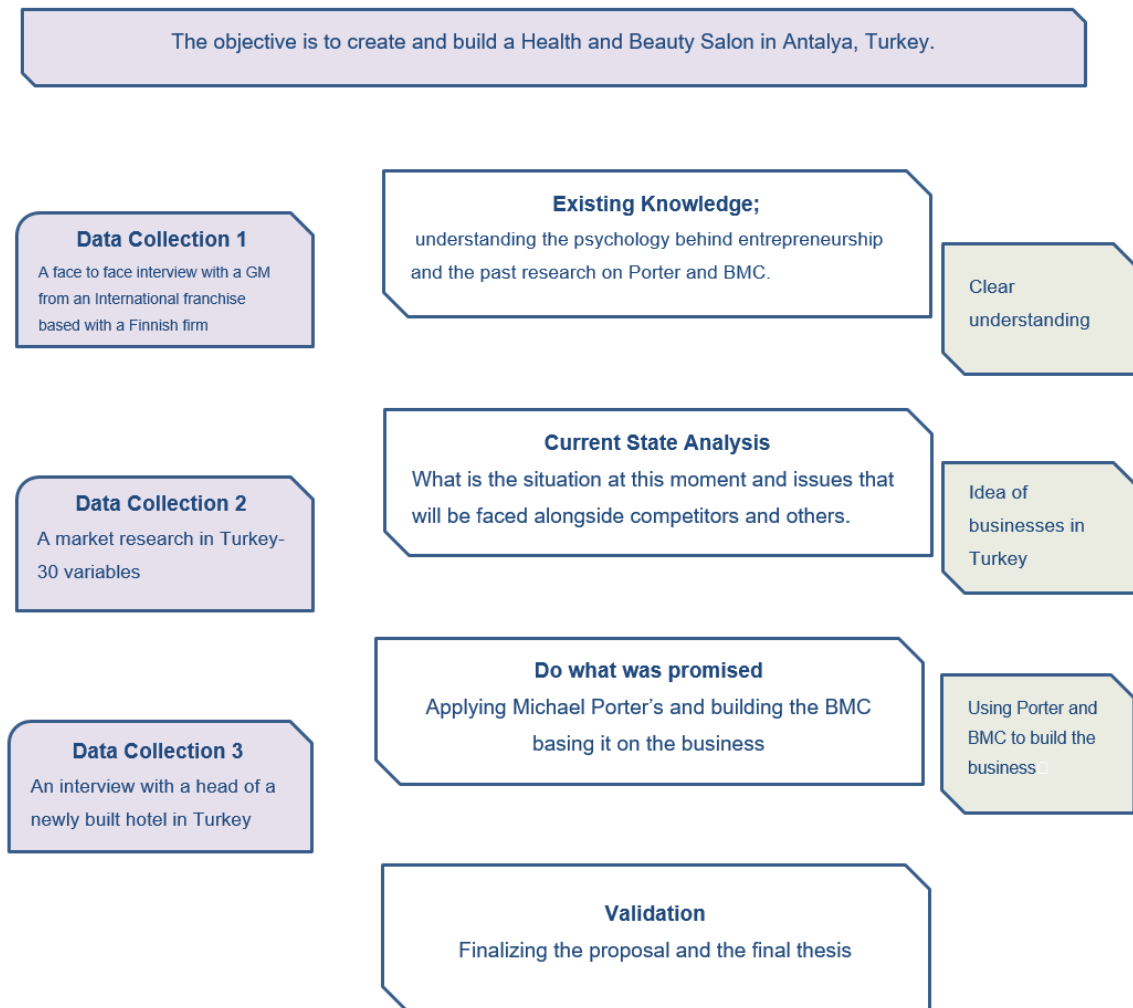 The objective is to create and build a Health and Beauty Salon in Antalya, Turkey.
Data Collection 1
A face to face interview with a GM
from an International franchise
based with a Finnish firm
Existing Knowledge;
understanding the psychology behind entrepreneurship
and the past research on Porter and BMC.
Clear
understanding
Data Collection 2
A market research in Turkey-
30 variables
Current State Analysis
What is the situation at this moment and issues that
will be faced alongside competitors and others.
Idea of
businesses in
Turkey
Data Collection 3
An interview with a head of a
newly built hotel in Turkey
Do what was promised
Applying Michael Porter’s and building the BMC
basing it on the business
Using Porter and
BMC to build the
business
Validation
Finalizing the proposal and the final thesis